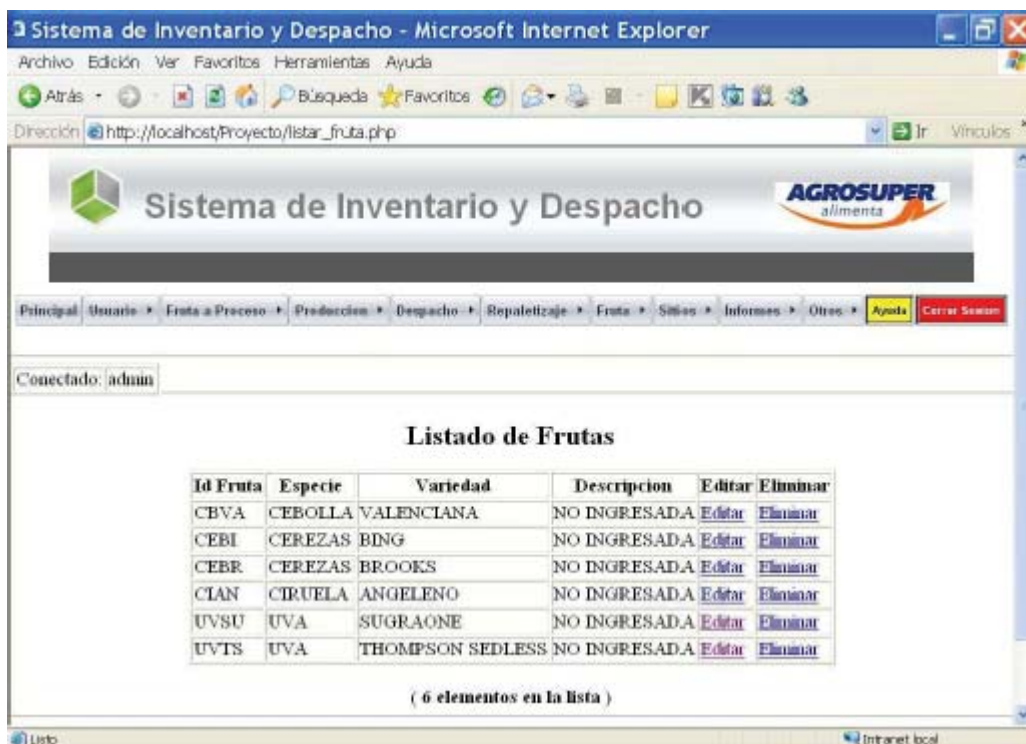 Sistema de Inventario y Despacho - Microsoft Internet Explorer
Archivo Edición Ver Favoritos Herramientas Ayuda
Atrás Búsqueda Favoritos
Dirección http://localhost/Proyecto/listar_fruta.php Ir Vínculos
Sistema de Inventario y Despacho AGROSUPER alimenta
Principal Usuario Fruta a Proceso Produccion Despacho Repaletizaje Fruta Sitios Informes Otros Ayuda Cerrar Session
Conectado: admin
Listado de Frutas
Id Fruta Especie Variedad Descripcion Editar Eliminar
CBVA CEBOLLA VALENCIANA NO INGRESADA Editar Eliminar
CEBI CEREZAS BING NO INGRESADA Editar Eliminar
CEBR CEREZAS BROOKS NO INGRESADA Editar Eliminar
CIAN CIRUELA ANGELENO NO INGRESADA Editar Eliminar
UVSU UVA SUGRAONE NO INGRESADA Editar Eliminar
UVTS UVA THOMPSON SEDLESS NO INGRESADA Editar Eliminar
( 6 elementos en la lista )
Listo Intranet local